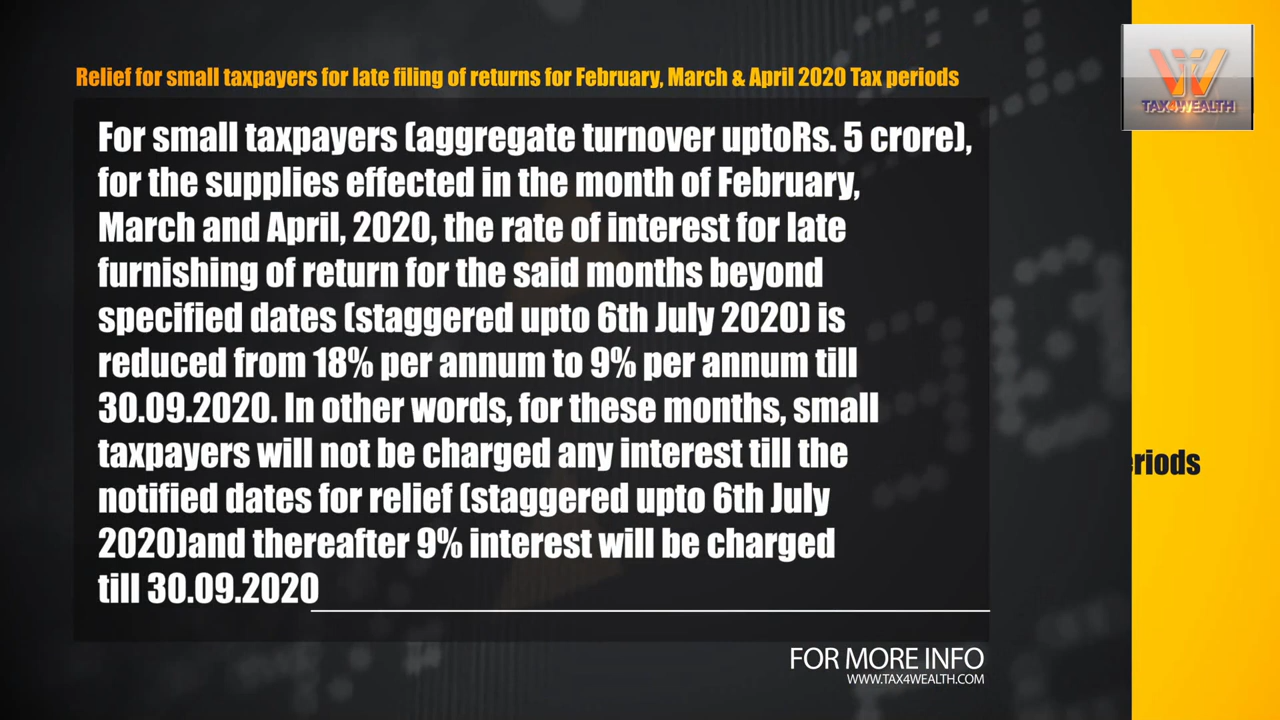 Relief for small taxpayers for late filing of returns for February, March & April 2020 Tax periods
TAX4WEALTH
For small taxpayers (aggregate turnover uptoRs. 5 crore),
for the supplies effected in the month of February,
March and April, 2020, the rate of interest for late
furnishing of return for the said months beyond
specified dates (staggered upto 6th July 2020) is
reduced from 18% per annum to 9% per annum till
30.09.2020. In other words, for these months, small
taxpayers will not be charged any interest till the
notified dates for relief (staggered upto 6th July
2020)and thereafter 9% interest will be charged
till 30.09.2020
eriods
FOR MORE INFO
WWW.TAX4WEALTH.COM